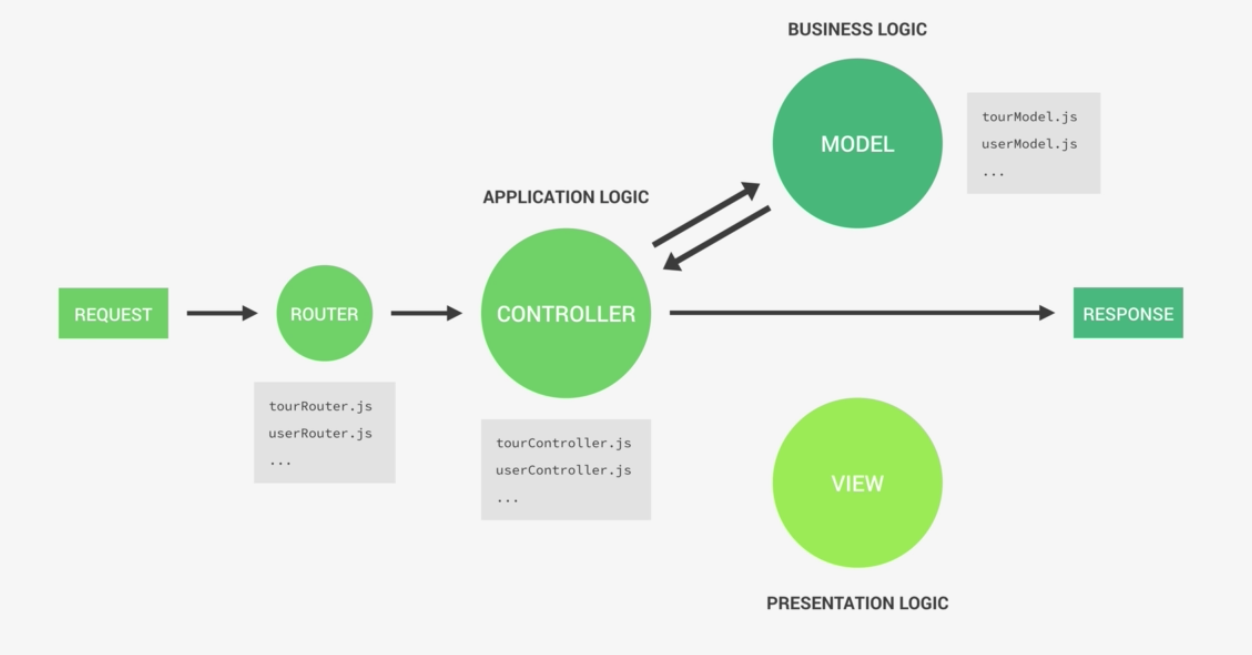 BUSINESS LOGIC
MODEL
tourModel.js
userModel.js
...
APPLICATION LOGIC
REQUEST
ROUTER
CONTROLLER
RESPONSE
tourRouter.js
userRouter.js
...
tourController.js
userController.js
...
VIEW
PRESENTATION LOGIC